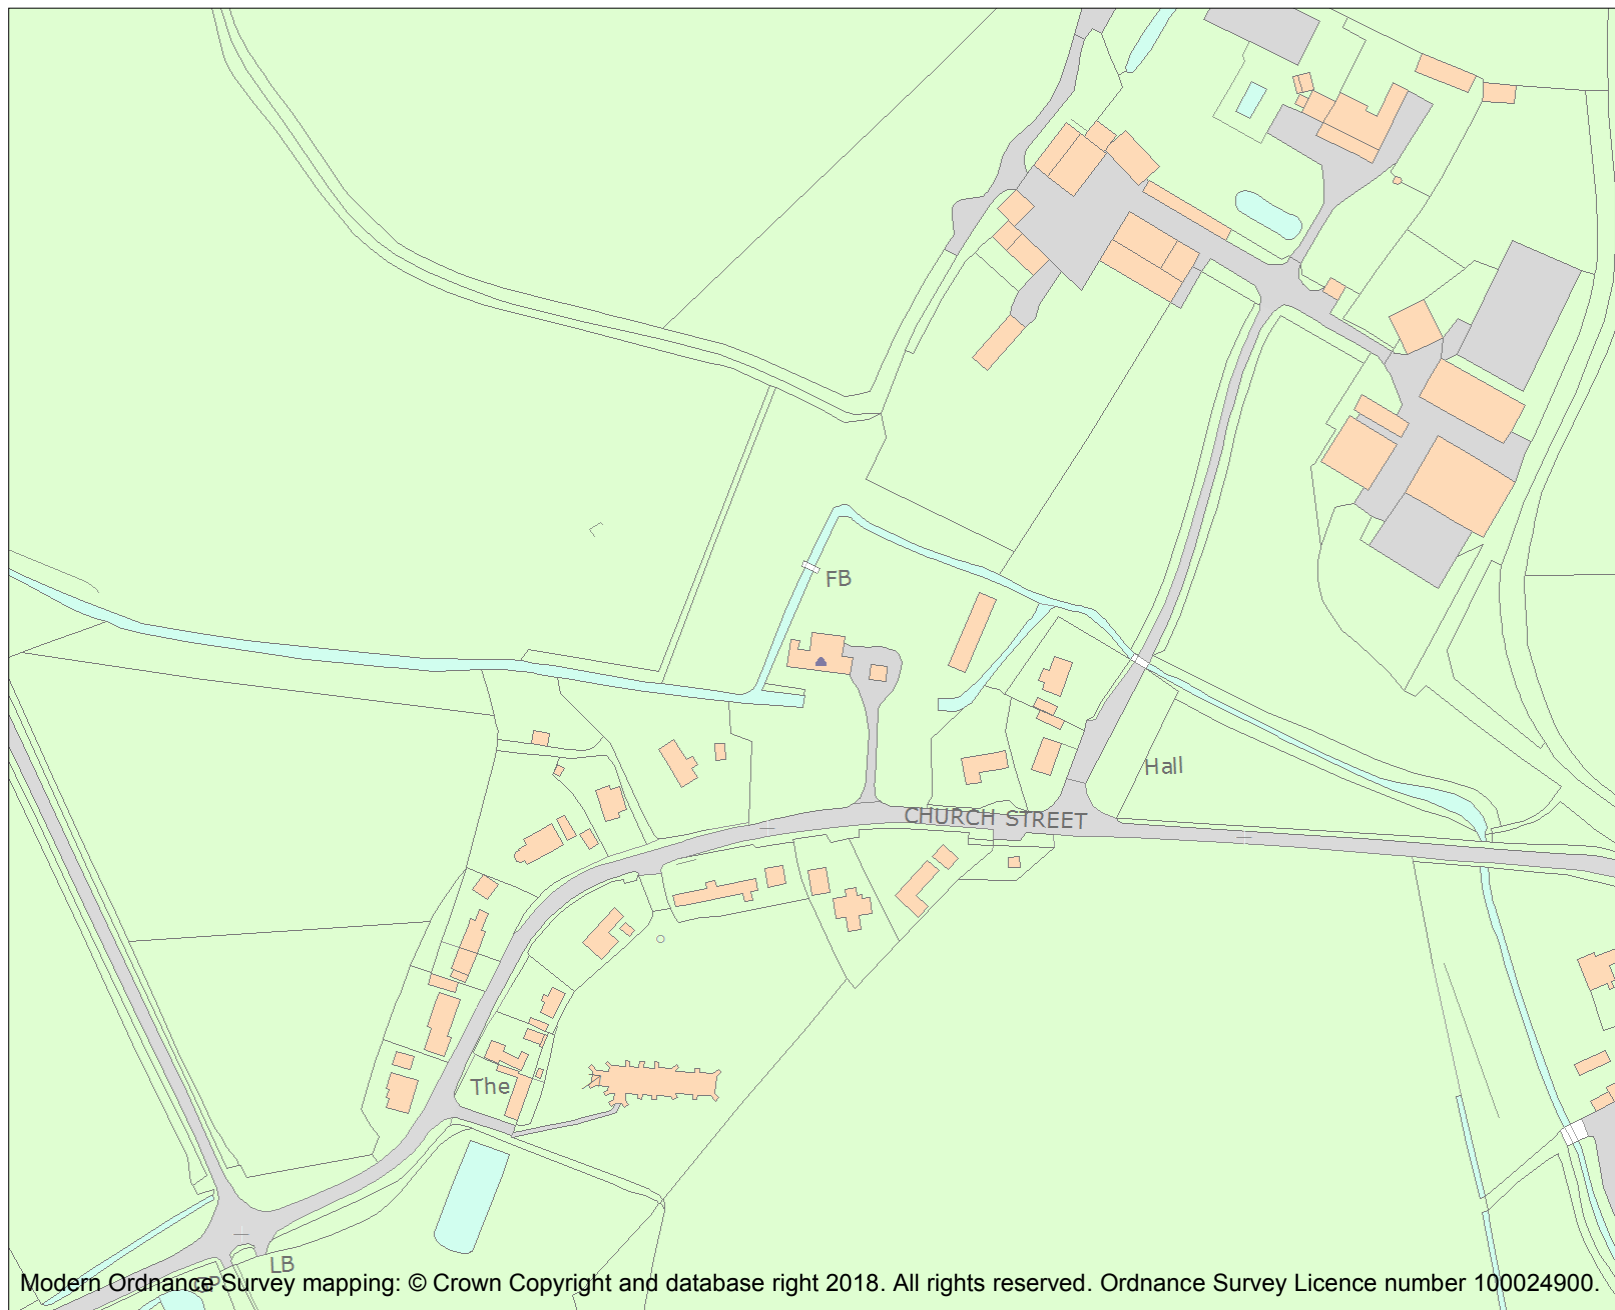 FB
Hall
CHURCH STREET
The
LB
Modern Ordnance Survey mapping: © Crown Copyright and database right 2018. All rights reserved. Ordnance Survey Licence number 100024900.